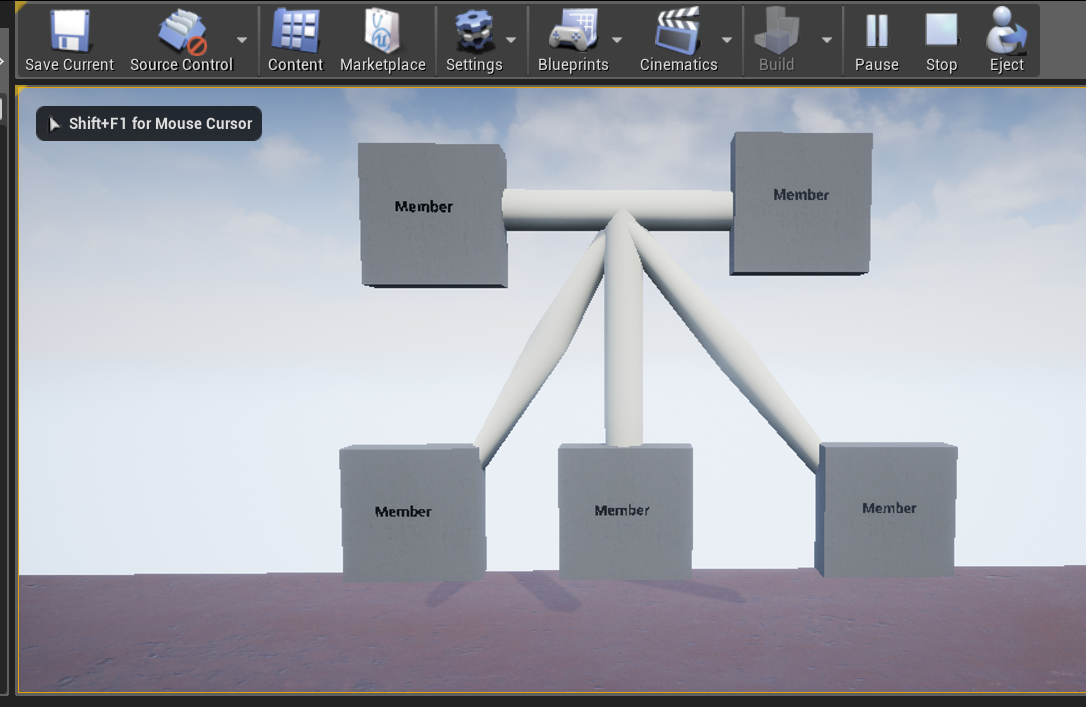 Save Current
Source Control
Content
Marketplace
Settings
Blueprints
Cinematics
Build
Pause
Stop
Eject
Shift+F1 for Mouse Cursor
Member
Member
Member
Member
Member